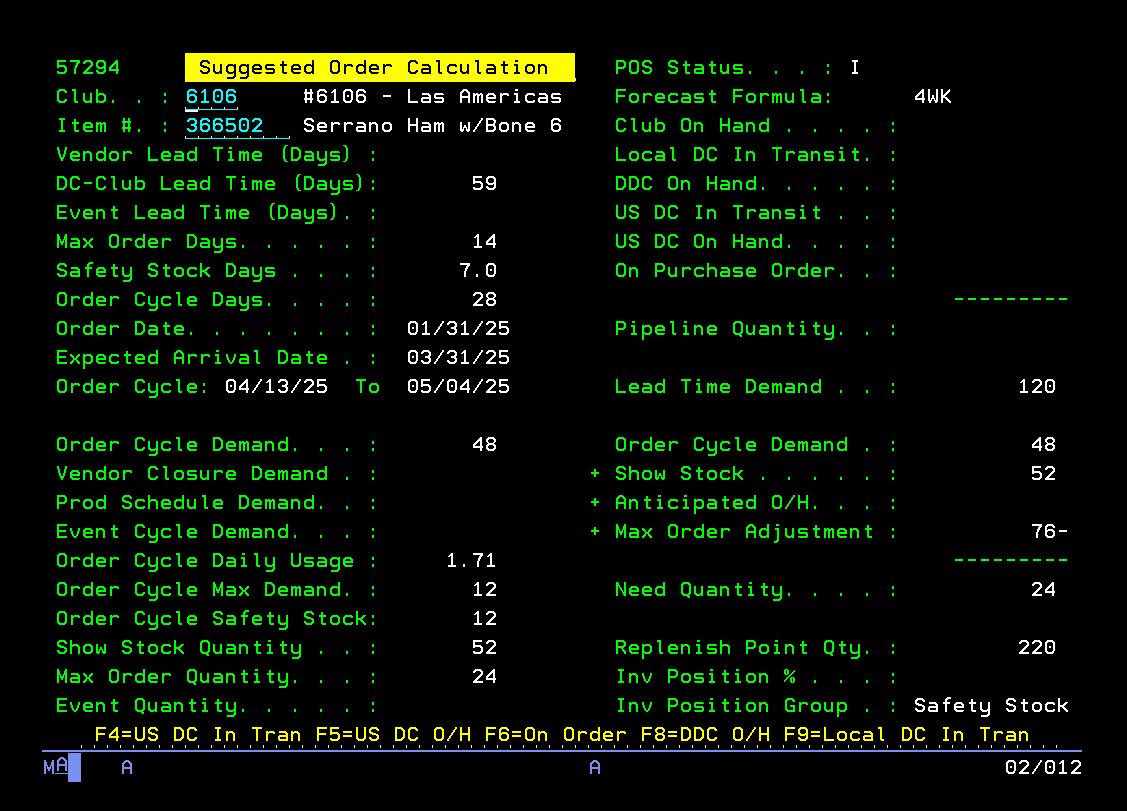 57294 Suggested Order Calculation POS Status. . . : I
Club. . : 6106 #6106 - Las Americas Forecast Formula: 4WK
Item #. : 366502 Serrano Ham w/Bone 6 Club On Hand . . . . :
Vendor Lead Time (Days) : Local DC In Transit. :
DC-Club Lead Time (Days): 59 DDC On Hand. . . . . :
Event Lead Time (Days). : US DC In Transit . . :
Max Order Days. . . . . : 14 US DC On Hand. . . . :
Safety Stock Days . . . : 7.0 On Purchase Order. . :
Order Cycle Days. . . . : 28 ---------
Order Date. . . . . . . : 01/31/25 Pipeline Quantity. . :
Expected Arrival Date . : 03/31/25
Order Cycle: 04/13/25 To 05/04/25 Lead Time Demand . . : 120
Order Cycle Demand. . . : 48 Order Cycle Demand . : 48
Vendor Closure Demand . : + Show Stock . . . . . : 52
Prod Schedule Demand. . : + Anticipated O/H. . . :
Event Cycle Demand. . . : + Max Order Adjustment : 76-
Order Cycle Daily Usage : 1.71 ---------
Order Cycle Max Demand. : 12 Need Quantity. . . . : 24
Order Cycle Safety Stock: 12
Show Stock Quantity . . : 52 Replenish Point Qty. : 220
Max Order Quantity. . . : 24 Inv Position % . . . :
Event Quantity. . . . . : Inv Position Group . : Safety Stock
F4=US DC In Tran F5=US DC O/H F6=On Order F8=DDC O/H F9=Local DC In Tran
MA A A 02/012